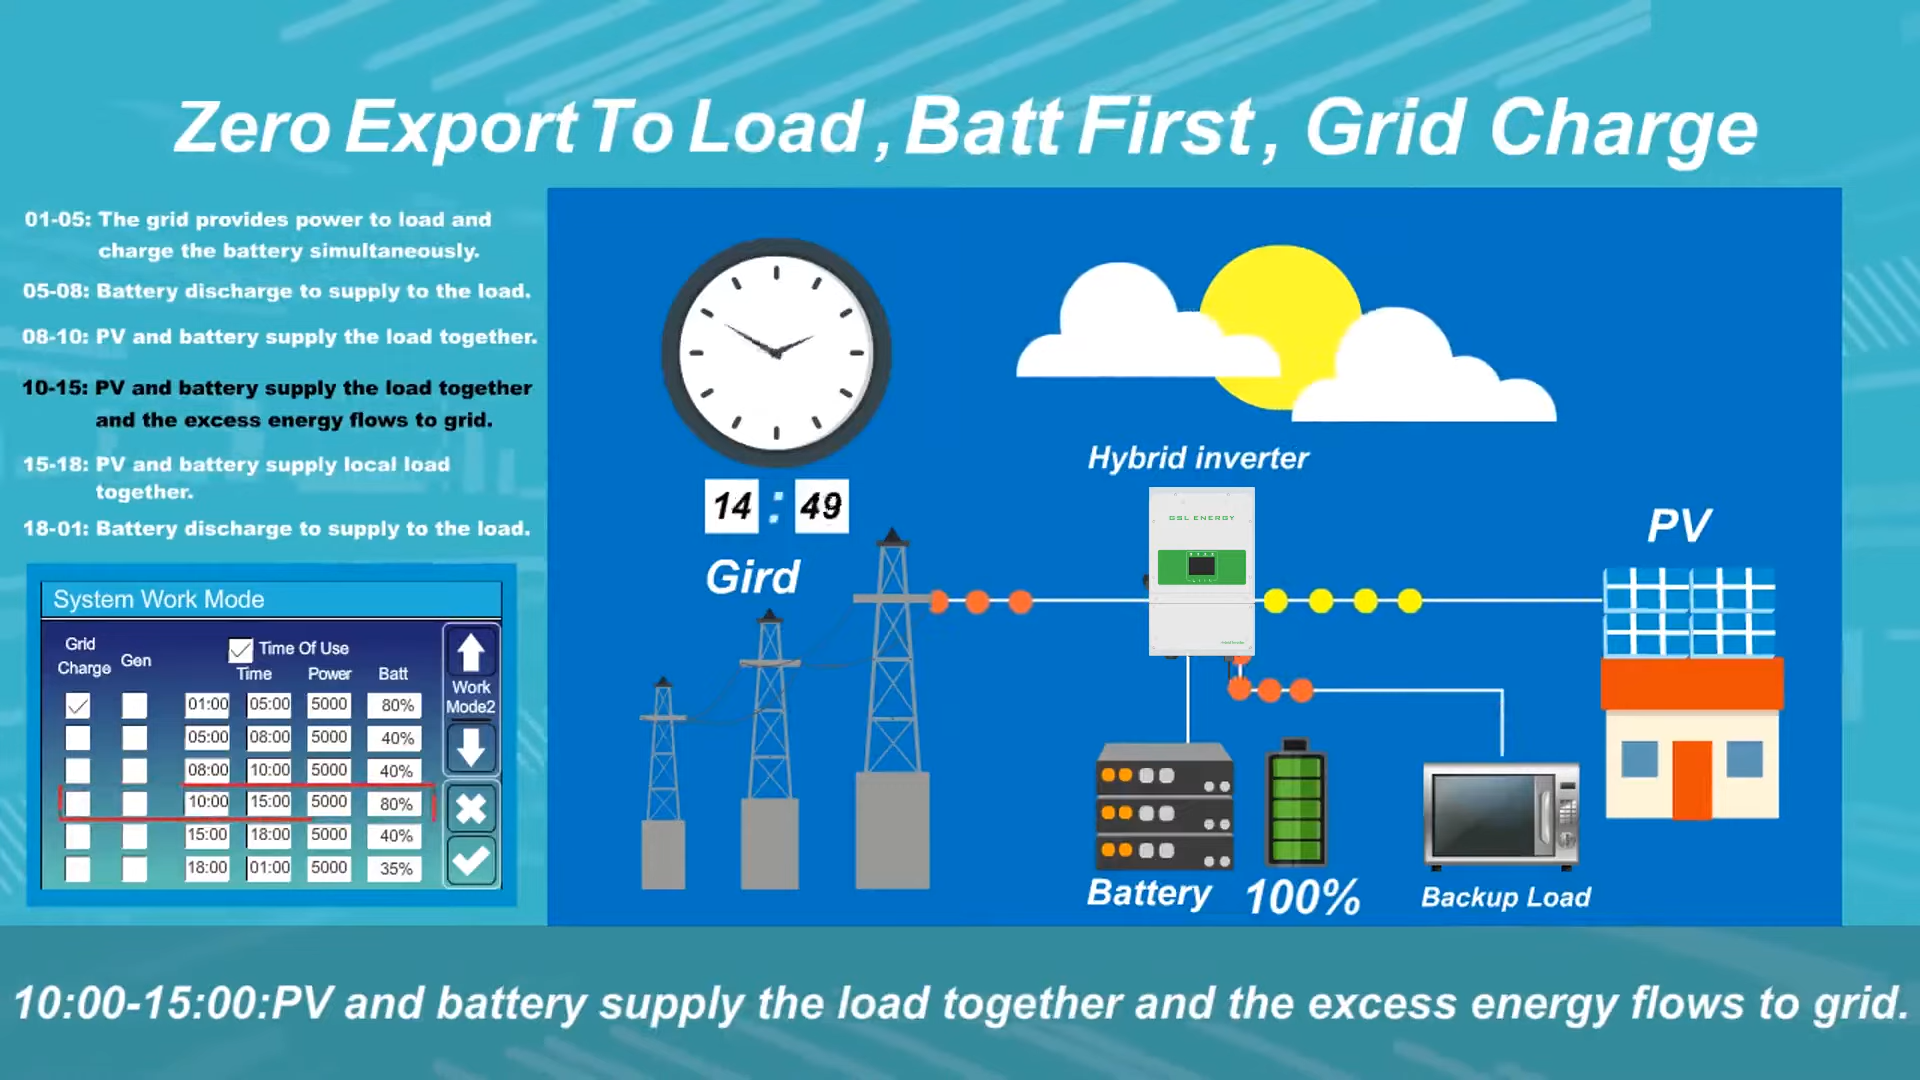 Zero Export To Load , Batt First, Grid Charge
01-05: The grid provides power to load and
charge the battery simultaneously.
05-08: Battery discharge to supply to the load.
08-10: PV and battery supply the load together.
10-15: PV and battery supply the load together
and the excess energy flows to grid.
15-18: PV and battery supply local load
together.
18-01: Battery discharge to supply to the load.
System Work Mode
Grid Charge Gen Time Of Use
Time Power Batt
01:00 05:00 5000 80%
05:00 08:00 5000 40%
08:00 10:00 5000 40%
10:00 15:00 5000 80%
15:00 18:00 5000 40%
18:00 01:00 5000 35%
Work
Mode2
14 : 49
Gird
Hybrid inverter
GSL ENERGY
PV
Battery
100%
Backup Load
10:00-15:00:PV and battery supply the load together and the excess energy flows to grid.